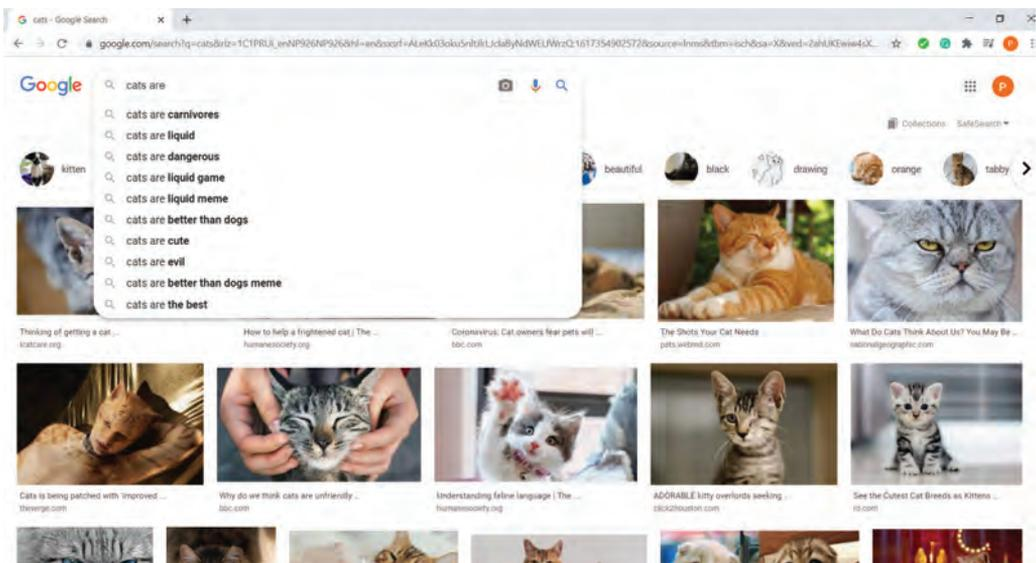 cats - Google Search
google.com/search?q=cats&rlz=1C1PRUI_enNP926NP926&hl=en&sxsrf=
Google
cats are
P
P
cats are carnivores
cats are liquid
cats are dangerous
cats are liquid game
cats are liquid meme
cats are better than dogs
cats are cute
cats are evil
cats are better than dogs meme
cats are the best
Collections SafeSearch
kitten
beautiful
black
drawing
orange
tabby
Thinking of getting a cat ...
icatcare.org
How to help a frightened cat | The ...
humanesociety.org
Coronavirus: Cat owners fear pets will ...
bbc.com
The Shots Your Cat Needs
pets.webmd.com
What Do Cats Think About Us? You May Be ...
nationalgeographic.com
Cats is being patched with 'improved ...
theverge.com
Why do we think cats are unfriendly ...
bbc.com
Understanding feline language | The ...
humanesociety.org
ADORABLE kitty overlords seeking ...
click2houston.com
See the Cutest Cat Breeds as Kittens ...
rd.com